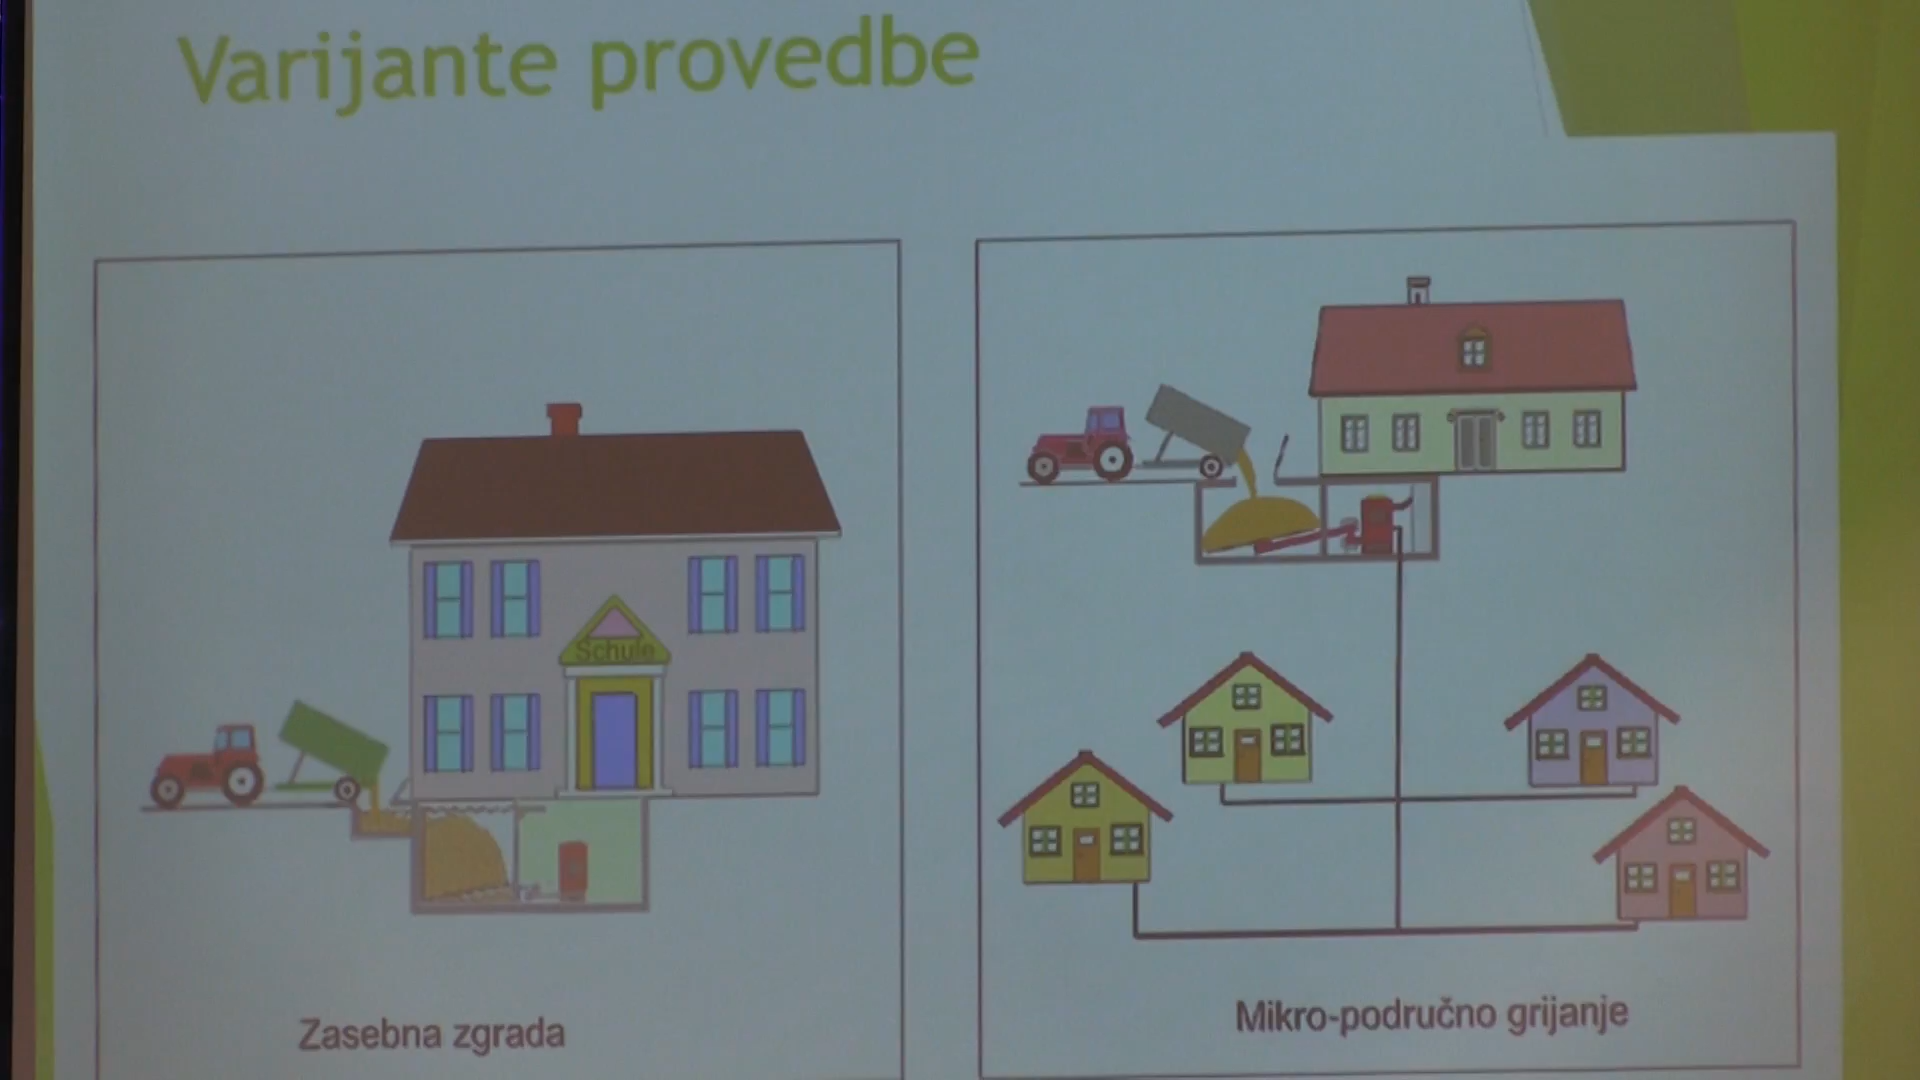 Varijante provedbe
Schule
Zasebna zgrada
Mikro-područno grijanje